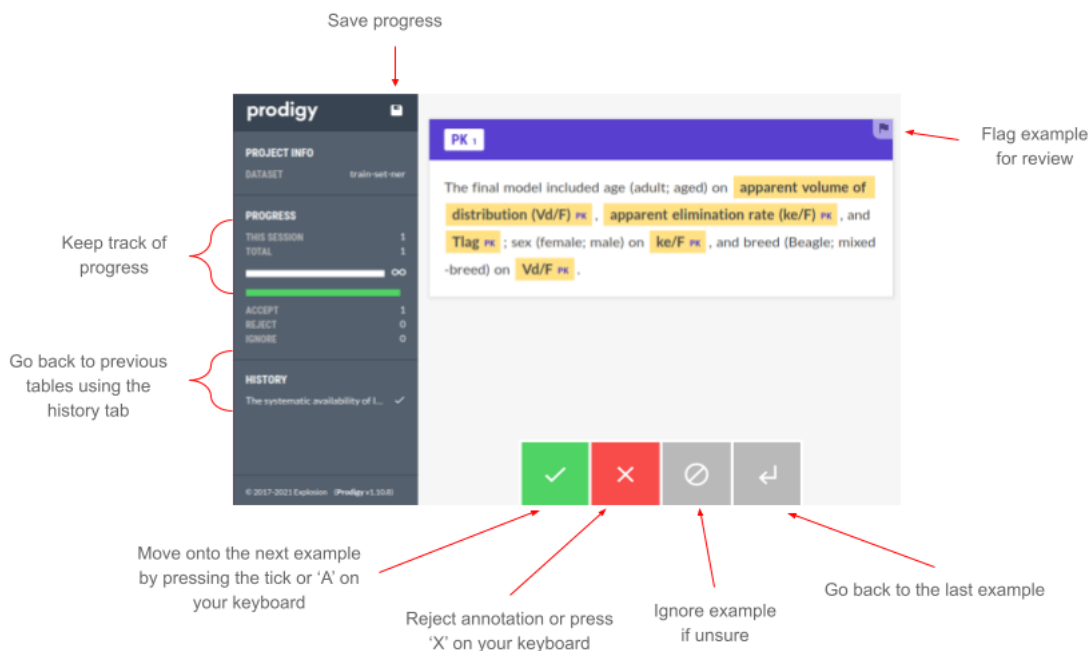 Save progress
prodigy
PROJECT INFO
DATASET train-set-ner
PROGRESS
THIS SESSION 1
TOTAL 1
∞
ACCEPT 1
REJECT 0
IGNORE 0
HISTORY
The systematic availability of l...
© 2017-2021 Explosion (Prodigy v1.10.8)
Keep track of
progress
Go back to previous
tables using the
history tab
PK 1
The final model included age (adult; aged) on apparent volume of
distribution (Vd/F) PK , apparent elimination rate (ke/F) PK , and
Tlag PK ; sex (female; male) on ke/F PK , and breed (Beagle; mixed
-breed) on Vd/F PK .
Flag example
for review
Move onto the next example
by pressing the tick or ‘A’ on
your keyboard
Reject annotation or press
‘X’ on your keyboard
Ignore example
if unsure
Go back to the last example